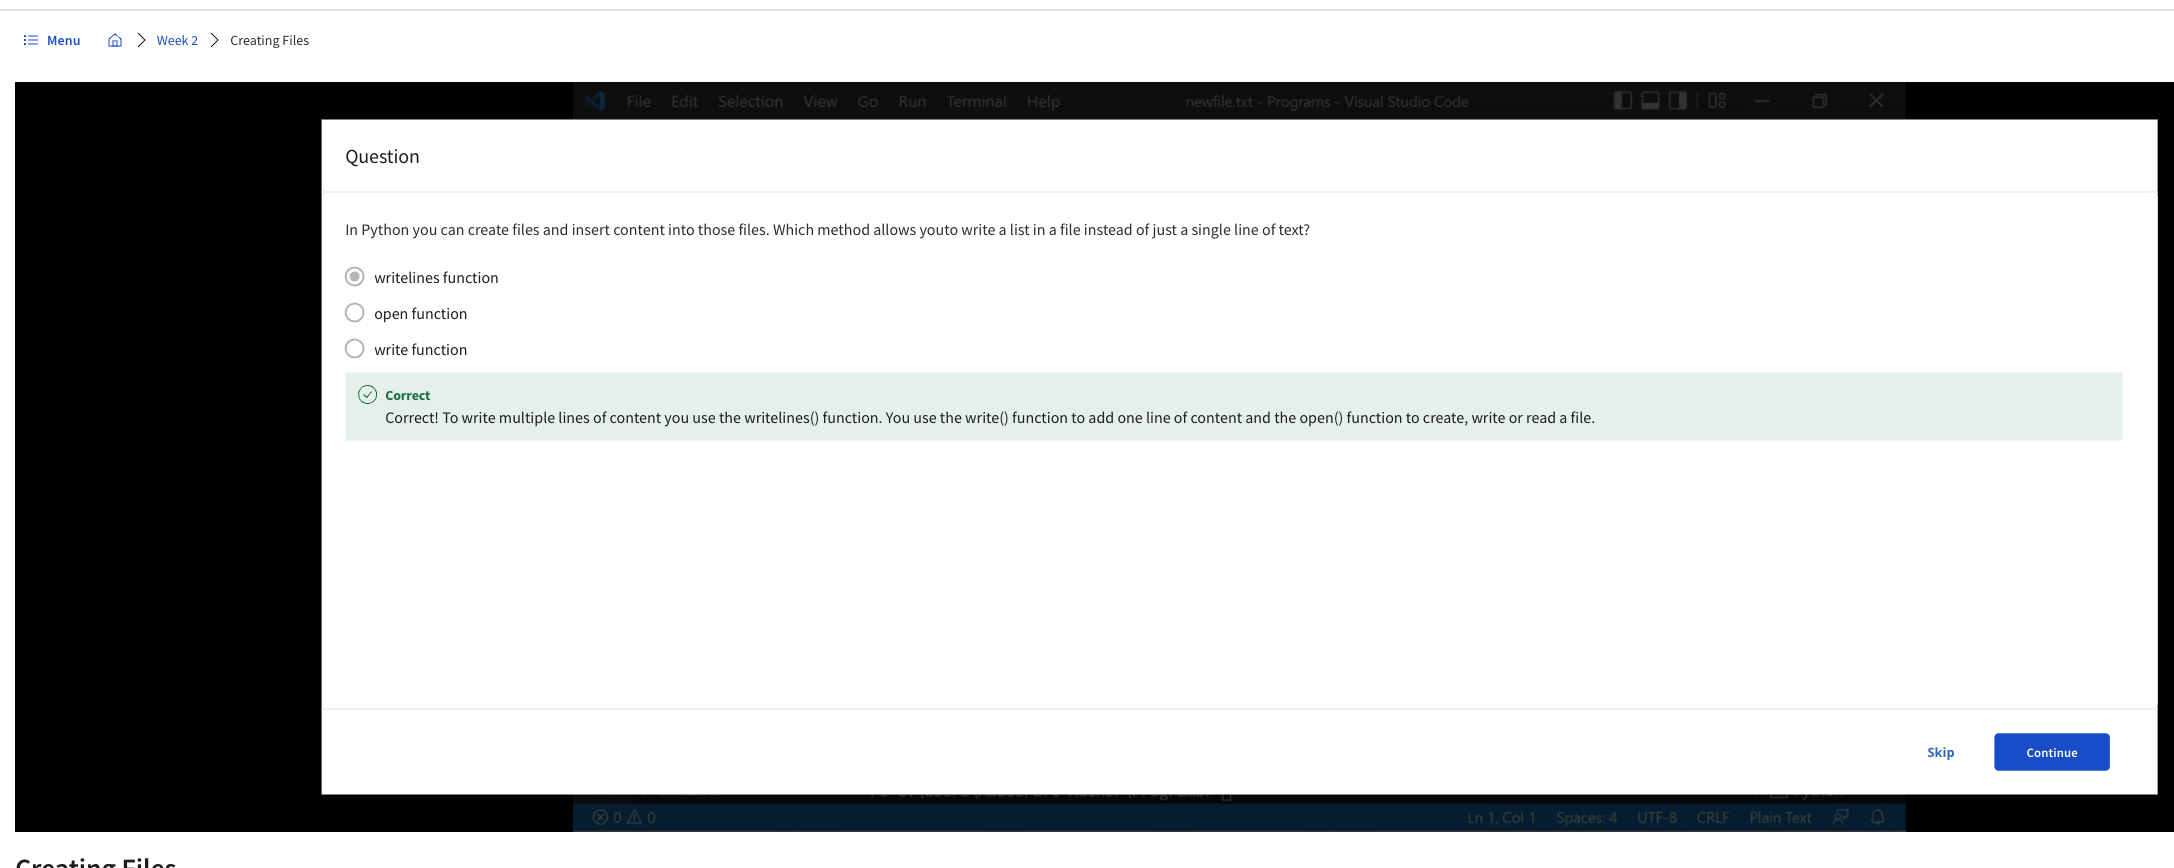 Menu Week 2 Creating Files
File Edit Selection View Go Run Terminal Help newfile.txt - Programs - Visual Studio Code
Question
In Python you can create files and insert content into those files. Which method allows youto write a list in a file instead of just a single line of text?
writelines function
open function
write function
Correct
Correct! To write multiple lines of content you use the writelines() function. You use the write() function to add one line of content and the open() function to create, write or read a file.
Skip Continue
0 0 Ln 1, Col 1 Spaces: 4 UTF-8 CRLF Plain Text
Creating Files